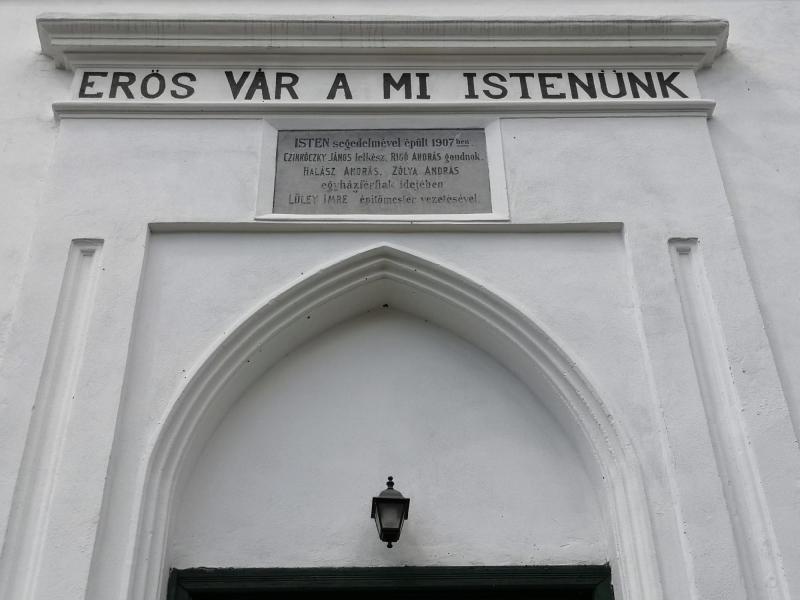 ERŐS VÁR A MI ISTENÜNK
ISTEN segedelmével épült 1907 ben
CZINKÓCZKY JÁNOS lelkész, RIGÓ ANDRÁS gondnok.
HALÁSZ ANDRÁS, ZÓLYA ANDRÁS
egyházférfiak idejében
LÜLEY IMRE építőmester vezetésével.